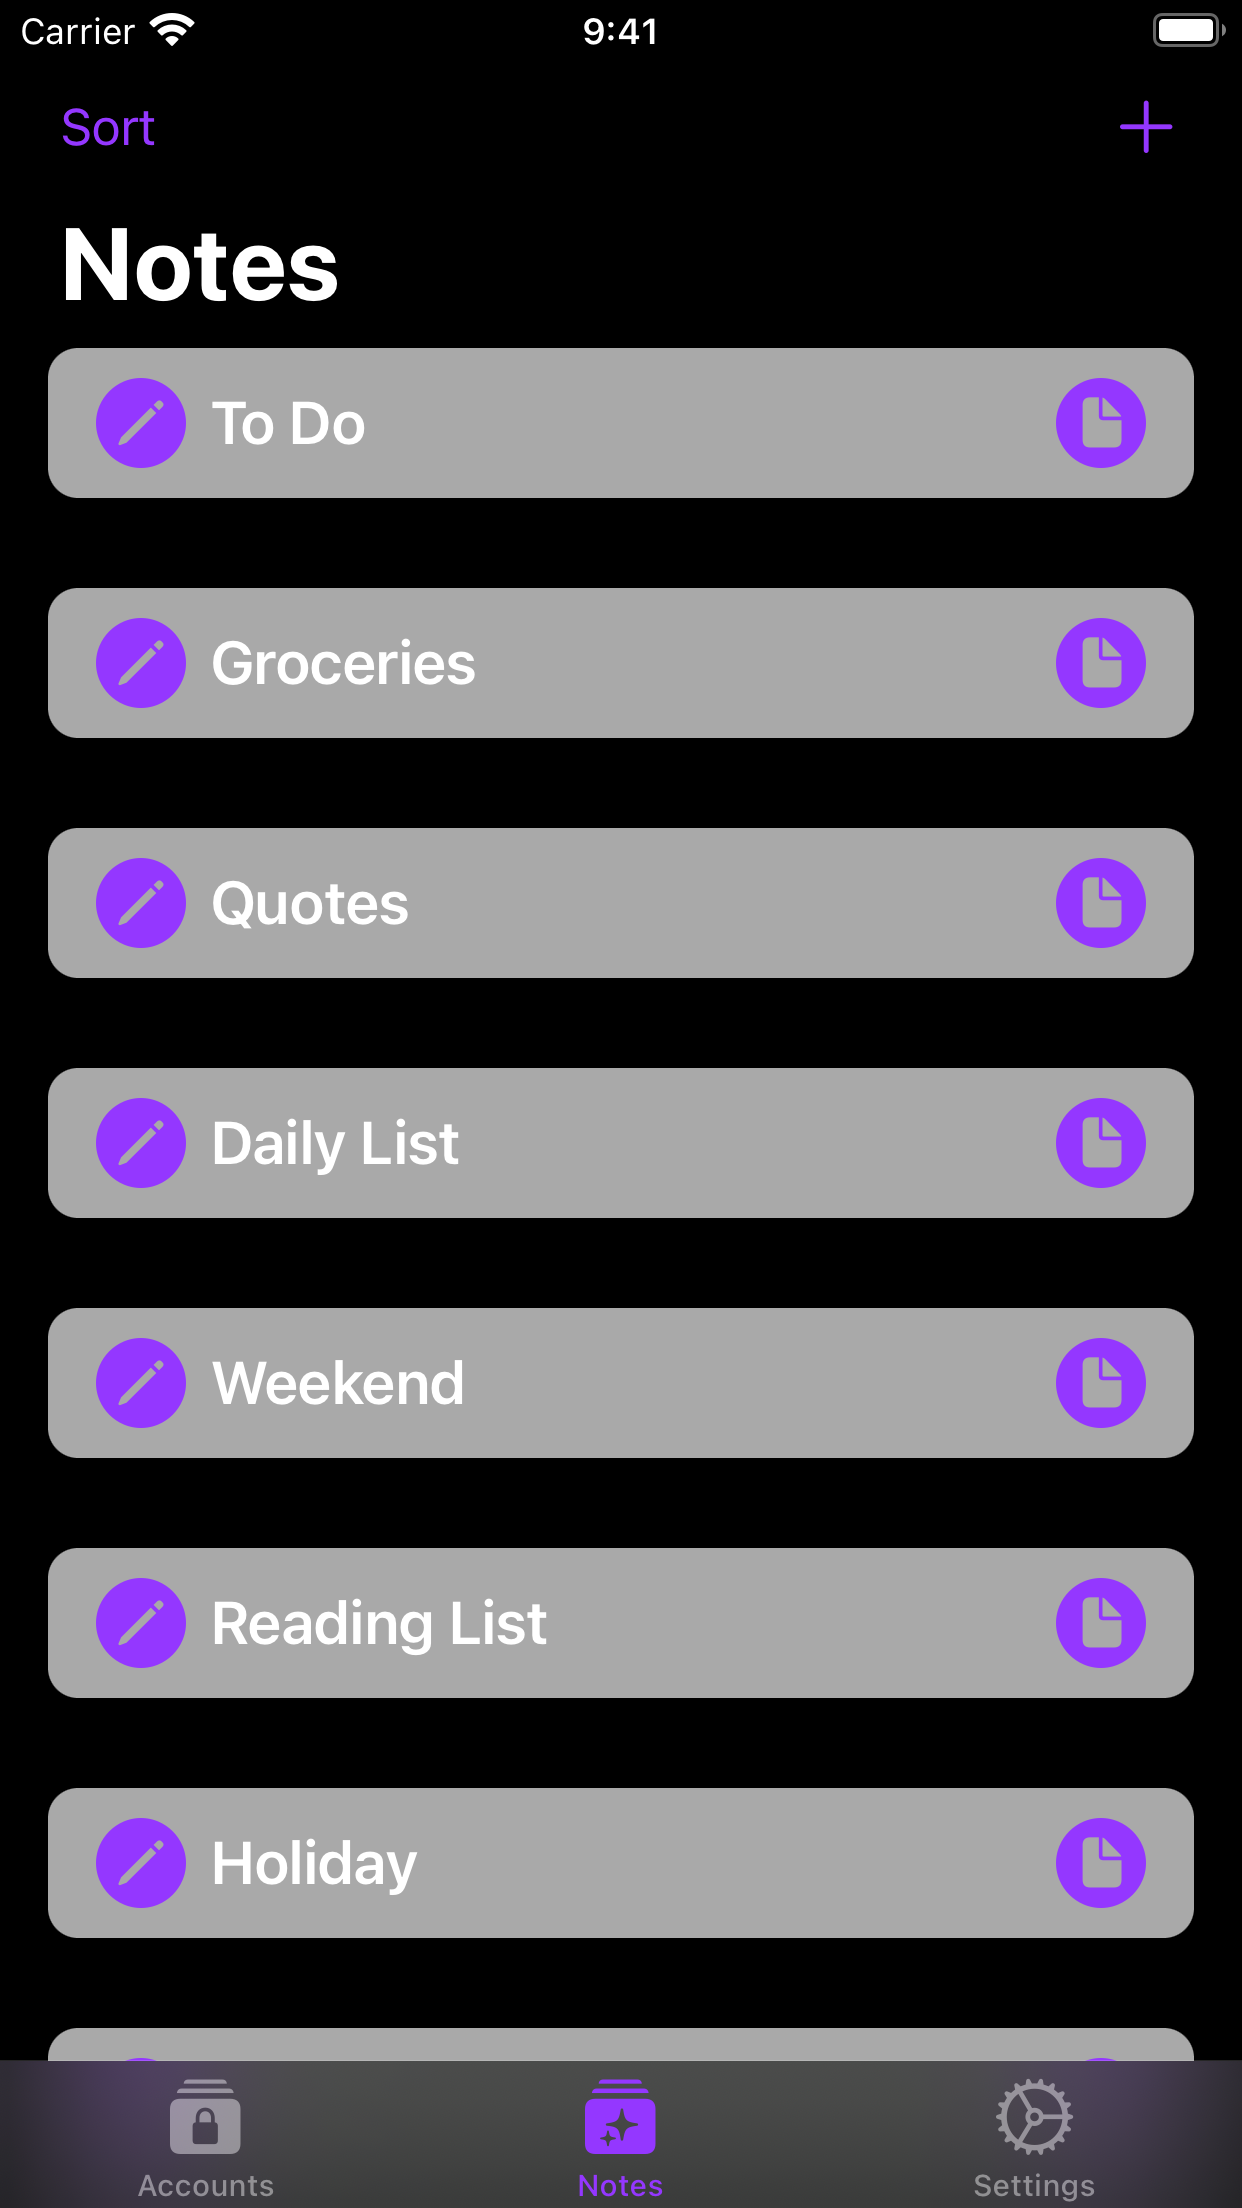 Carrier 9:41
Sort
Notes
To Do
Groceries
Quotes
Daily List
Weekend
Reading List
Holiday
Accounts Notes Settings